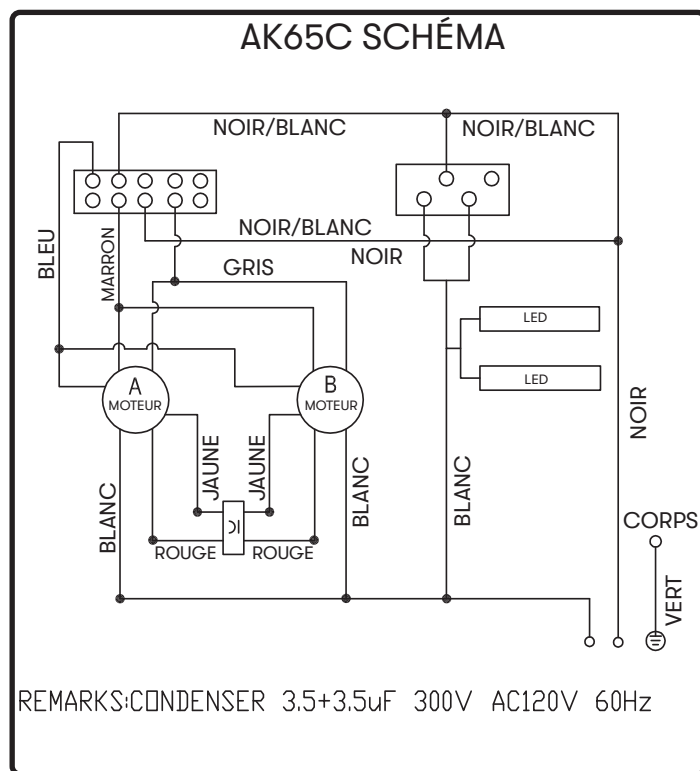 AK65C SCHÉMA
NOIR/BLANC
NOIR/BLANC
NOIR/BLANC
NOIR
BLEU
MARRON
GRIS
LED
LED
A
MOTEUR
B
MOTEUR
NOIR
JAUNE
JAUNE
BLANC
BLANC
BLANC
ROUGE
ROUGE
CORPS
VERT
REMARKS:CONDENSER 3.5+3.5uF 300V AC120V 60Hz